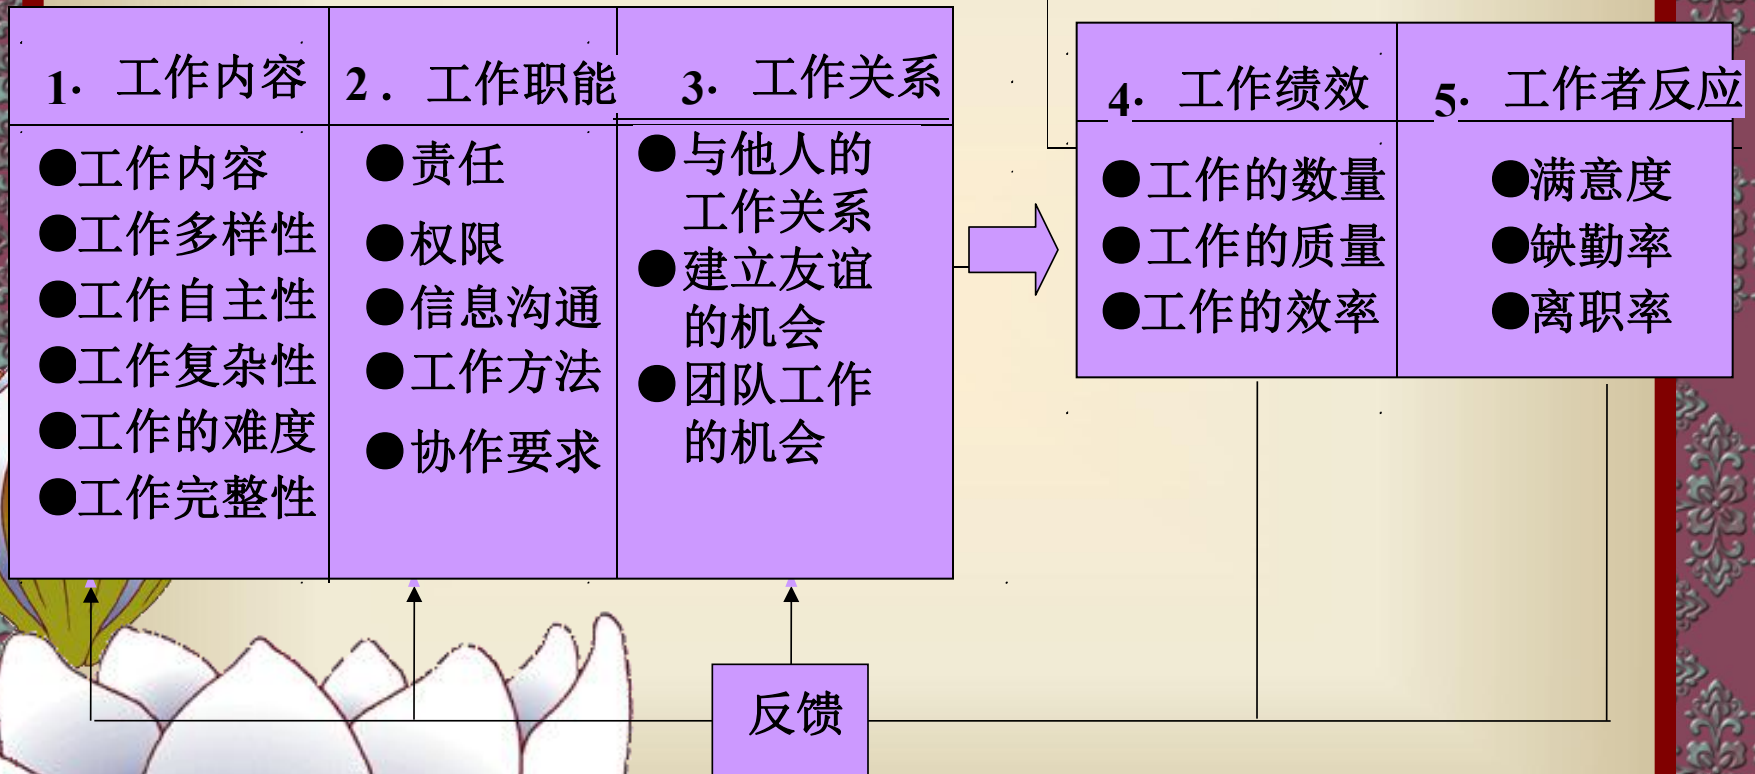 1. 工作内容
●工作内容
●工作多样性
●工作自主性
●工作复杂性
●工作的难度
●工作完整性
2. 工作职能
●责任
●权限
●信息沟通
●工作方法
●协作要求
3. 工作关系
●与他人的
工作关系
●建立友谊
的机会
●团队工作
的机会
4. 工作绩效
●工作的数量
●工作的质量
●工作的效率
5. 工作者反应
●满意度
●缺勤率
●离职率
反馈